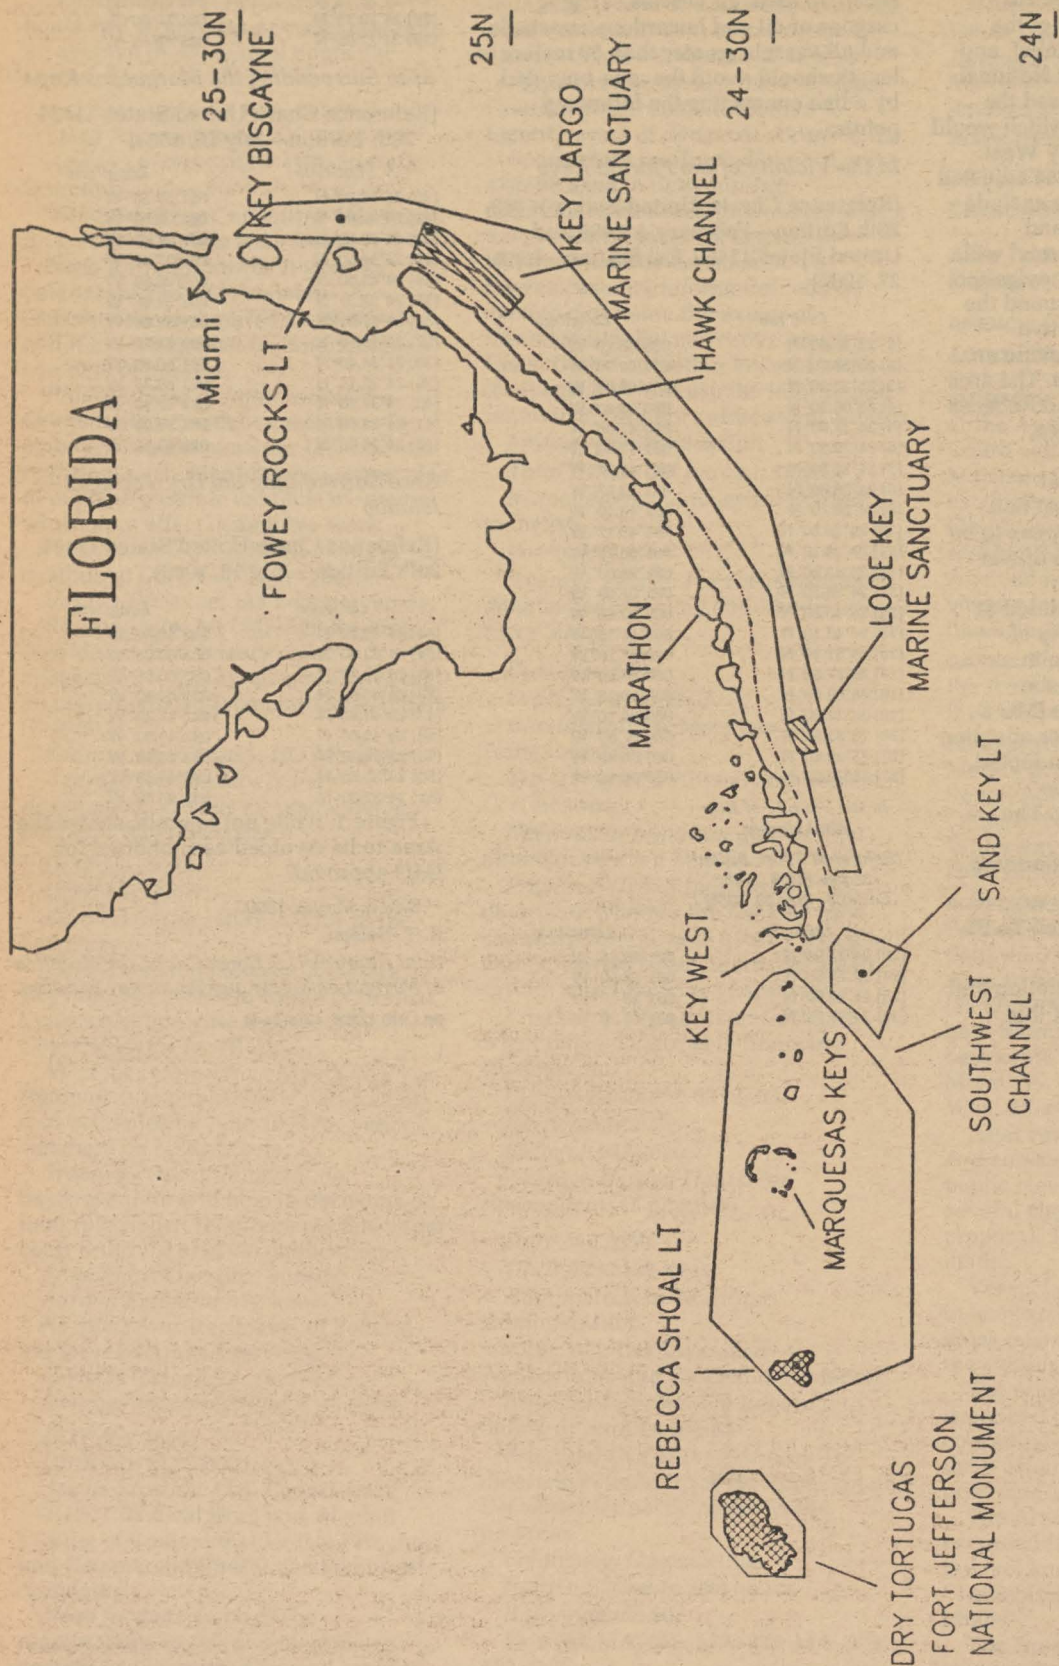 FLORIDA
Miami
KEY BISCAYNE
25-30N
FOWEY ROCKS LT
25N
KEY LARGO
MARINE SANCTUARY
HAWK CHANNEL
24-30N
MARATHON
LOOE KEY
MARINE SANCTUARY
24N
KEY WEST
SAND KEY LT
SOUTHWEST
CHANNEL
MARQUESAS KEYS
REBECCA SHOAL LT
DRY TORTUGAS
FORT JEFFERSON
NATIONAL MONUMENT